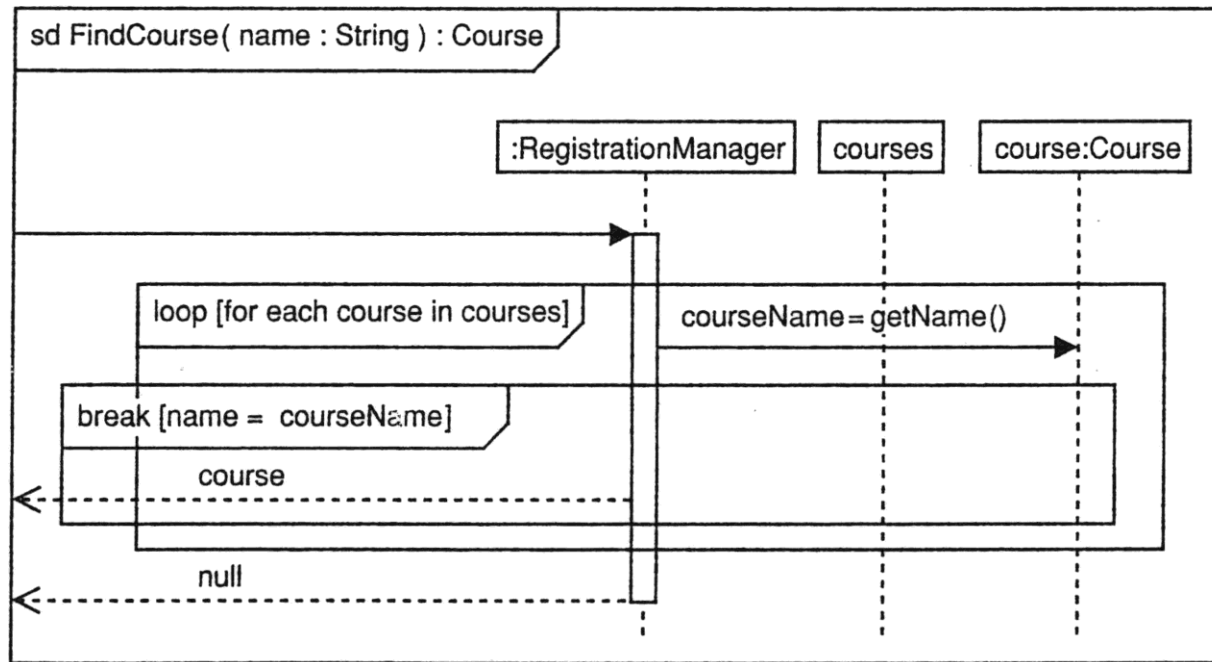 sd FindCourse( name : String ) : Course
:RegistrationManager
courses
course:Course
loop [for each course in courses]
courseName = getName()
break [name = courseName]
course
null